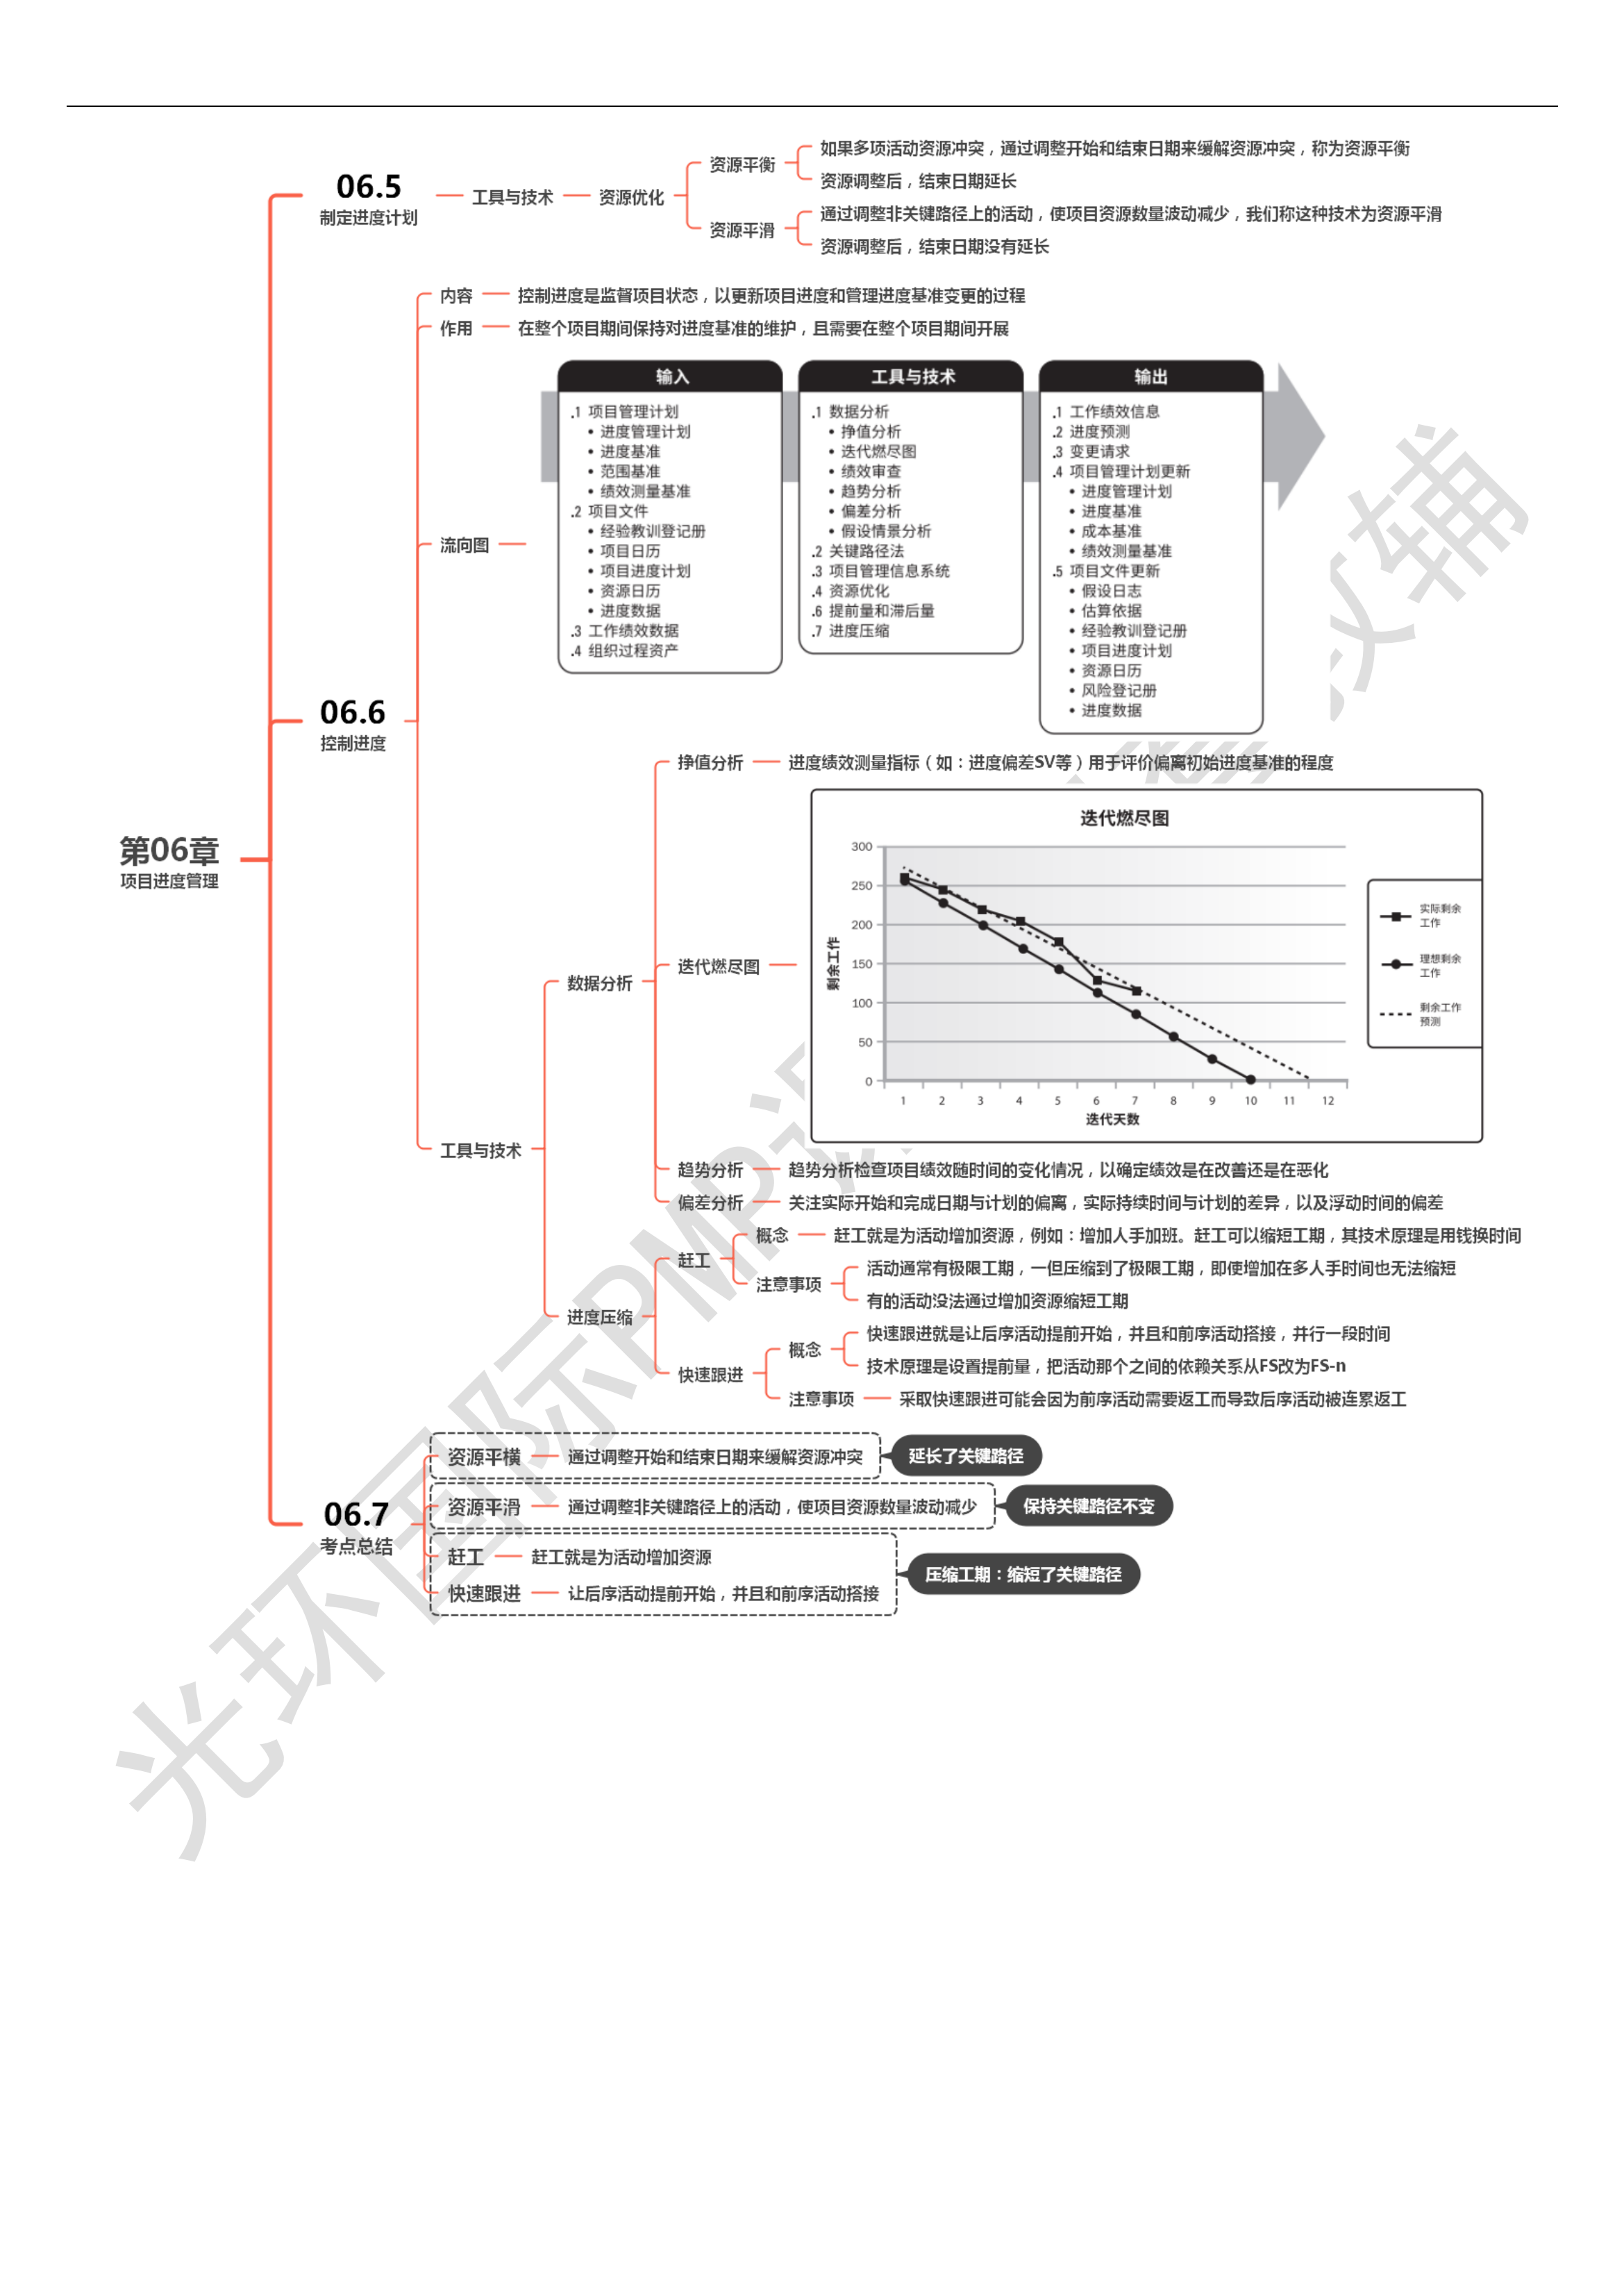 第06章
项目进度管理
06.5
制定进度计划
工具与技术
资源优化
资源平衡
如果多项活动资源冲突，通过调整开始和结束日期来缓解资源冲突，称为资源平衡
资源调整后，结束日期延长
资源平滑
通过调整非关键路径上的活动，使项目资源数量波动减少，我们称这种技术为资源平滑
资源调整后，结束日期没有延长
06.6
控制进度
内容
控制进度是监督项目状态，以更新项目进度和管理进度基准变更的过程
作用
在整个项目期间保持对进度基准的维护，且需要在整个项目期间开展
流向图
输入
.1 项目管理计划
• 进度管理计划
• 进度基准
• 范围基准
• 绩效测量基准
.2 项目文件
• 经验教训登记册
• 项目日历
• 项目进度计划
• 资源日历
• 进度数据
.3 工作绩效数据
.4 组织过程资产
工具与技术
.1 数据分析
• 挣值分析
• 迭代燃尽图
• 绩效审查
• 趋势分析
• 偏差分析
• 假设情景分析
.2 关键路径法
.3 项目管理信息系统
.4 资源优化
.6 提前量和滞后量
.7 进度压缩
输出
.1 工作绩效信息
.2 进度预测
.3 变更请求
.4 项目管理计划更新
• 进度管理计划
• 进度基准
• 成本基准
• 绩效测量基准
.5 项目文件更新
• 假设日志
• 估算依据
• 经验教训登记册
• 项目进度计划
• 资源日历
• 风险登记册
• 进度数据
工具与技术
数据分析
挣值分析
进度绩效测量指标（如：进度偏差SV等）用于评价偏离初始进度基准的程度
迭代燃尽图
迭代燃尽图
剩余工作
300
250
200
150
100
50
0
1 2 3 4 5 6 7 8 9 10 11 12
迭代天数
实际剩余
工作
理想剩余
工作
剩余工作
预测
趋势分析
趋势分析检查项目绩效随时间的变化情况，以确定绩效是在改善还是在恶化
偏差分析
关注实际开始和完成日期与计划的偏离，实际持续时间与计划的差异，以及浮动时间的偏差
进度压缩
赶工
概念
赶工就是为活动增加资源，例如：增加人手加班。赶工可以缩短工期，其技术原理是用钱换时间
注意事项
活动通常有极限工期，一但压缩到了极限工期，即使增加在多人手时间也无法缩短
有的活动没法通过增加资源缩短工期
快速跟进
概念
快速跟进就是让后序活动提前开始，并且和前序活动搭接，并行一段时间
技术原理是设置提前量，把活动那个之间的依赖关系从FS改为FS-n
注意事项
采取快速跟进可能会因为前序活动需要返工而导致后序活动被连累返工
06.7
考点总结
资源平横
通过调整开始和结束日期来缓解资源冲突
延长了关键路径
资源平滑
通过调整非关键路径上的活动，使项目资源数量波动减少
保持关键路径不变
赶工
赶工就是为活动增加资源
快速跟进
让后序活动提前开始，并且和前序活动搭接
压缩工期：缩短了关键路径
光环国际PMP
辅